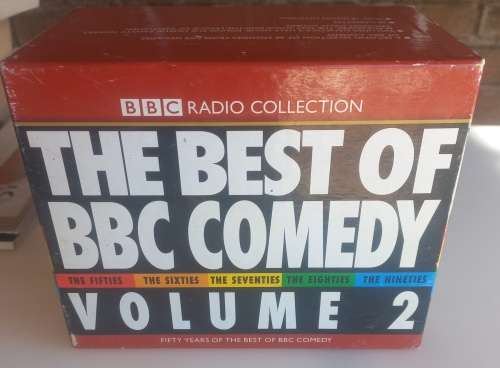 BBC RADIO COLLECTION
THE BEST OF
BBC COMEDY
THE FIFTIES THE SIXTIES THE SEVENTIES THE EIGHTIES THE NINETIES
VOLUME 2
FIFTY YEARS OF THE BEST OF BBC COMEDY